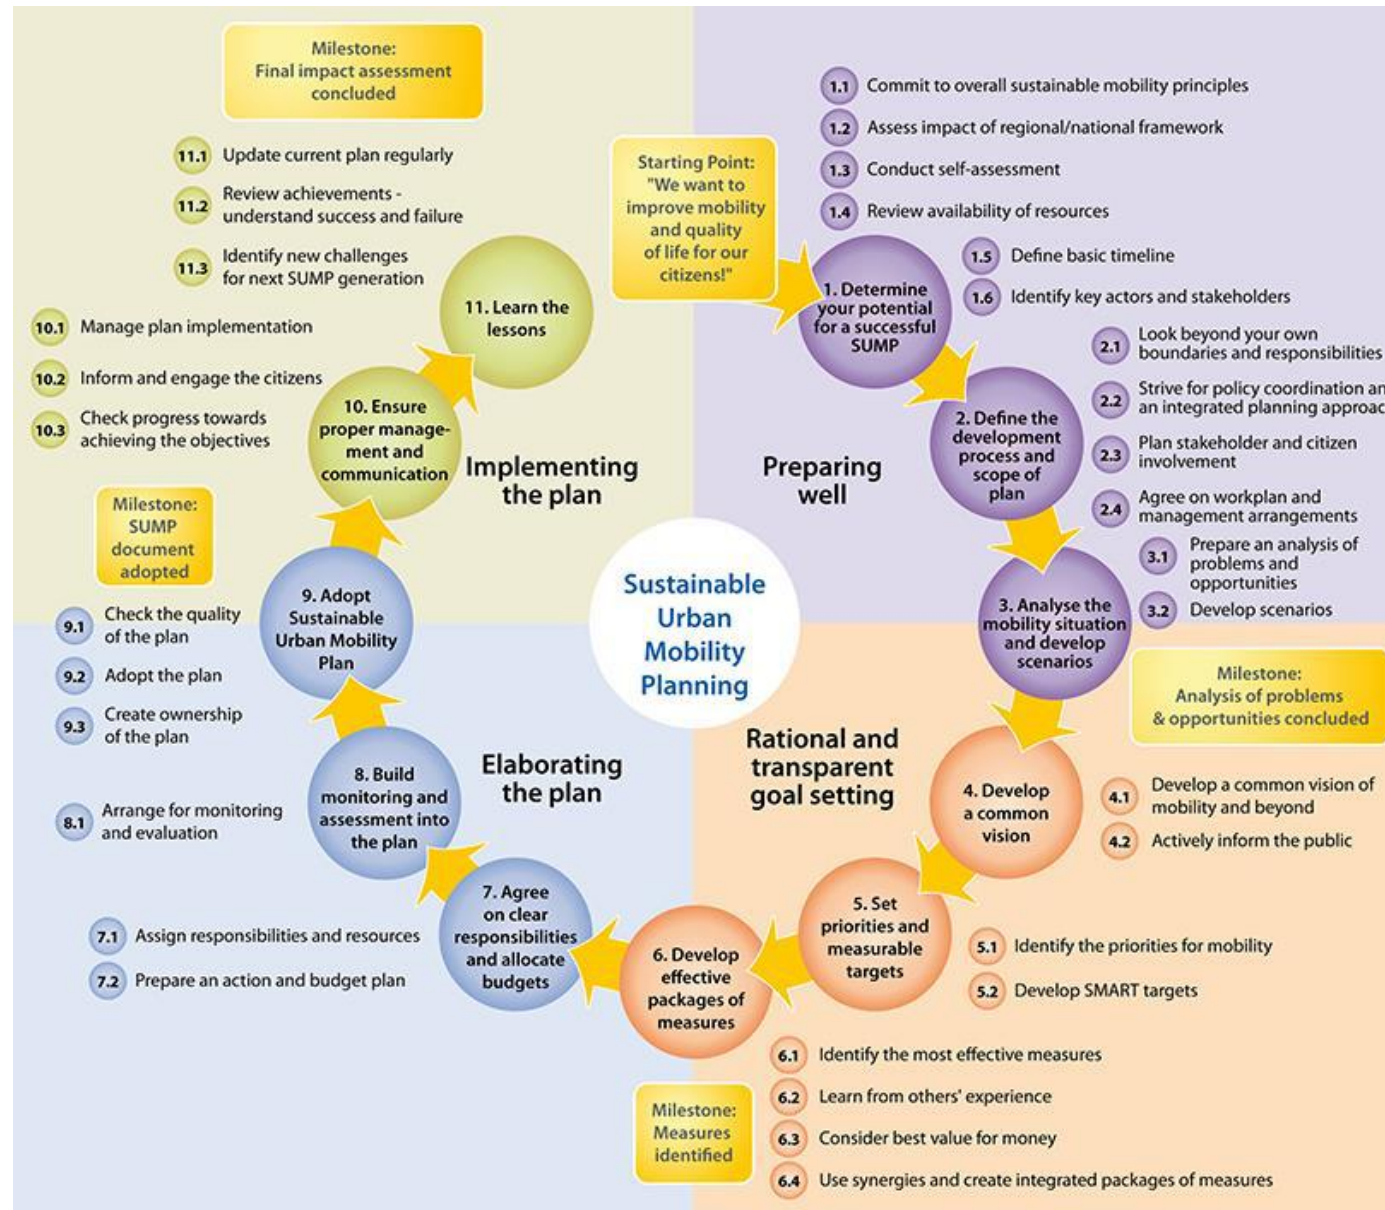 Milestone:
Final impact assessment
concluded
11.1 Update current plan regularly
11.2 Review achievements -
understand success and failure
11.3 Identify new challenges
for next SUMP generation
11. Learn the
lessons
10.1 Manage plan implementation
10.2 Inform and engage the citizens
10.3 Check progress towards
achieving the objectives
10. Ensure
proper manage-
ment and
communication
Implementing
the plan
Starting Point:
"We want to
improve mobility
and quality
of life for our
citizens!"
1.1 Commit to overall sustainable mobility principles
1.2 Assess impact of regional/national framework
1.3 Conduct self-assessment
1.4 Review availability of resources
1.5 Define basic timeline
1.6 Identify key actors and stakeholders
1. Determine
your potential
for a successful
SUMP
2.1 Look beyond your own
boundaries and responsibilities
2.2 Strive for policy coordination an
an integrated planning approac
2.3 Plan stakeholder and citizen
involvement
2.4 Agree on workplan and
management arrangements
2. Define the
development
process and
scope of
plan
Preparing
well
3.1 Prepare an analysis of
problems and
opportunities
3.2 Develop scenarios
3. Analyse the
mobility situation
and develop
scenarios
Milestone:
Analysis of problems
& opportunities concluded
Sustainable
Urban
Mobility
Planning
Rational and
transparent
goal setting
4. Develop
a common
vision
4.1 Develop a common vision of
mobility and beyond
4.2 Actively inform the public
5. Set
priorities and
measurable
targets
5.1 Identify the priorities for mobility
5.2 Develop SMART targets
6. Develop
effective
packages of
measures
6.1 Identify the most effective measures
6.2 Learn from others' experience
6.3 Consider best value for money
6.4 Use synergies and create integrated packages of measures
Milestone:
Measures
identified
Elaborating
the plan
7. Agree
on clear
responsibilities
and allocate
budgets
7.1 Assign responsibilities and resources
7.2 Prepare an action and budget plan
8. Build
monitoring and
assessment into
the plan
8.1 Arrange for monitoring
and evaluation
9. Adopt
Sustainable
Urban Mobility
Plan
9.1 Check the quality
of the plan
9.2 Adopt the plan
9.3 Create ownership
of the plan
Milestone:
SUMP
document
adopted